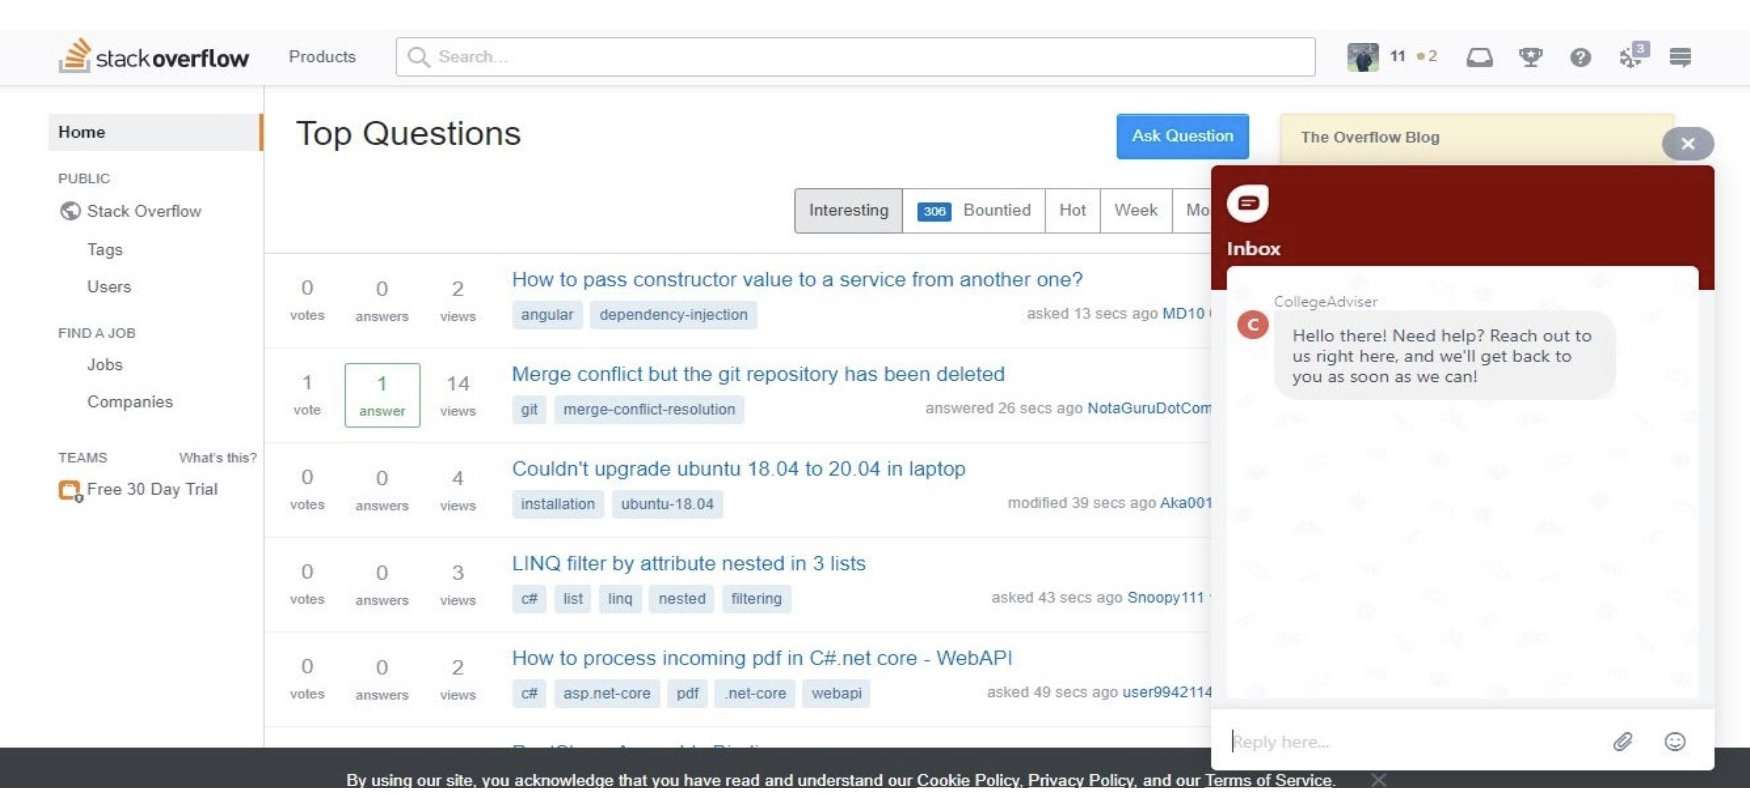 stackoverflow
Products
Search...
11 2
3
Home
PUBLIC
Stack Overflow
Tags
Users
FIND A JOB
Jobs
Companies
TEAMS What's this?
Free 30 Day Trial
Top Questions
Ask Question
Interesting
306 Bountied
Hot
Week
Mo
0 votes
0 answers
2 views
How to pass constructor value to a service from another one?
angular dependency-injection
asked 13 secs ago MD10
1 vote
1 answer
14 views
Merge conflict but the git repository has been deleted
git merge-conflict-resolution
answered 26 secs ago NotaGuruDotCom
0 votes
0 answers
4 views
Couldn't upgrade ubuntu 18.04 to 20.04 in laptop
installation ubuntu-18.04
modified 39 secs ago Aka001
0 votes
0 answers
3 views
LINQ filter by attribute nested in 3 lists
c# list linq nested filtering
asked 43 secs ago Snoopy111
0 votes
0 answers
2 views
How to process incoming pdf in C#.net core - WebAPI
c# asp.net-core pdf .net-core webapi
asked 49 secs ago user9942114
The Overflow Blog
Inbox
CollegeAdviser
C
Hello there! Need help? Reach out to
us right here, and we'll get back to
you as soon as we can!
Reply here...
By using our site, you acknowledge that you have read and understand our Cookie Policy, Privacy Policy, and our Terms of Service.